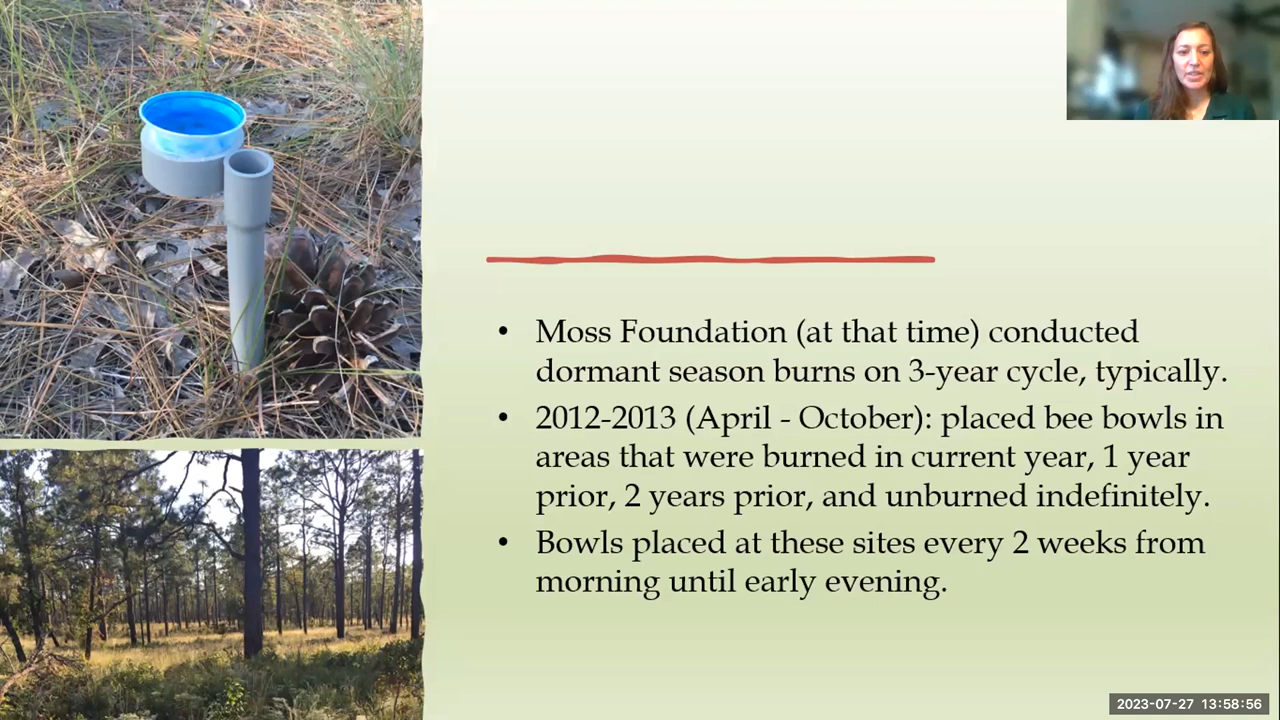 • Moss Foundation (at that time) conducted
dormant season burns on 3-year cycle, typically.
• 2012-2013 (April - October): placed bee bowls in
areas that were burned in current year, 1 year
prior, 2 years prior, and unburned indefinitely.
• Bowls placed at these sites every 2 weeks from
morning until early evening.
2023-07-27 13:58:56